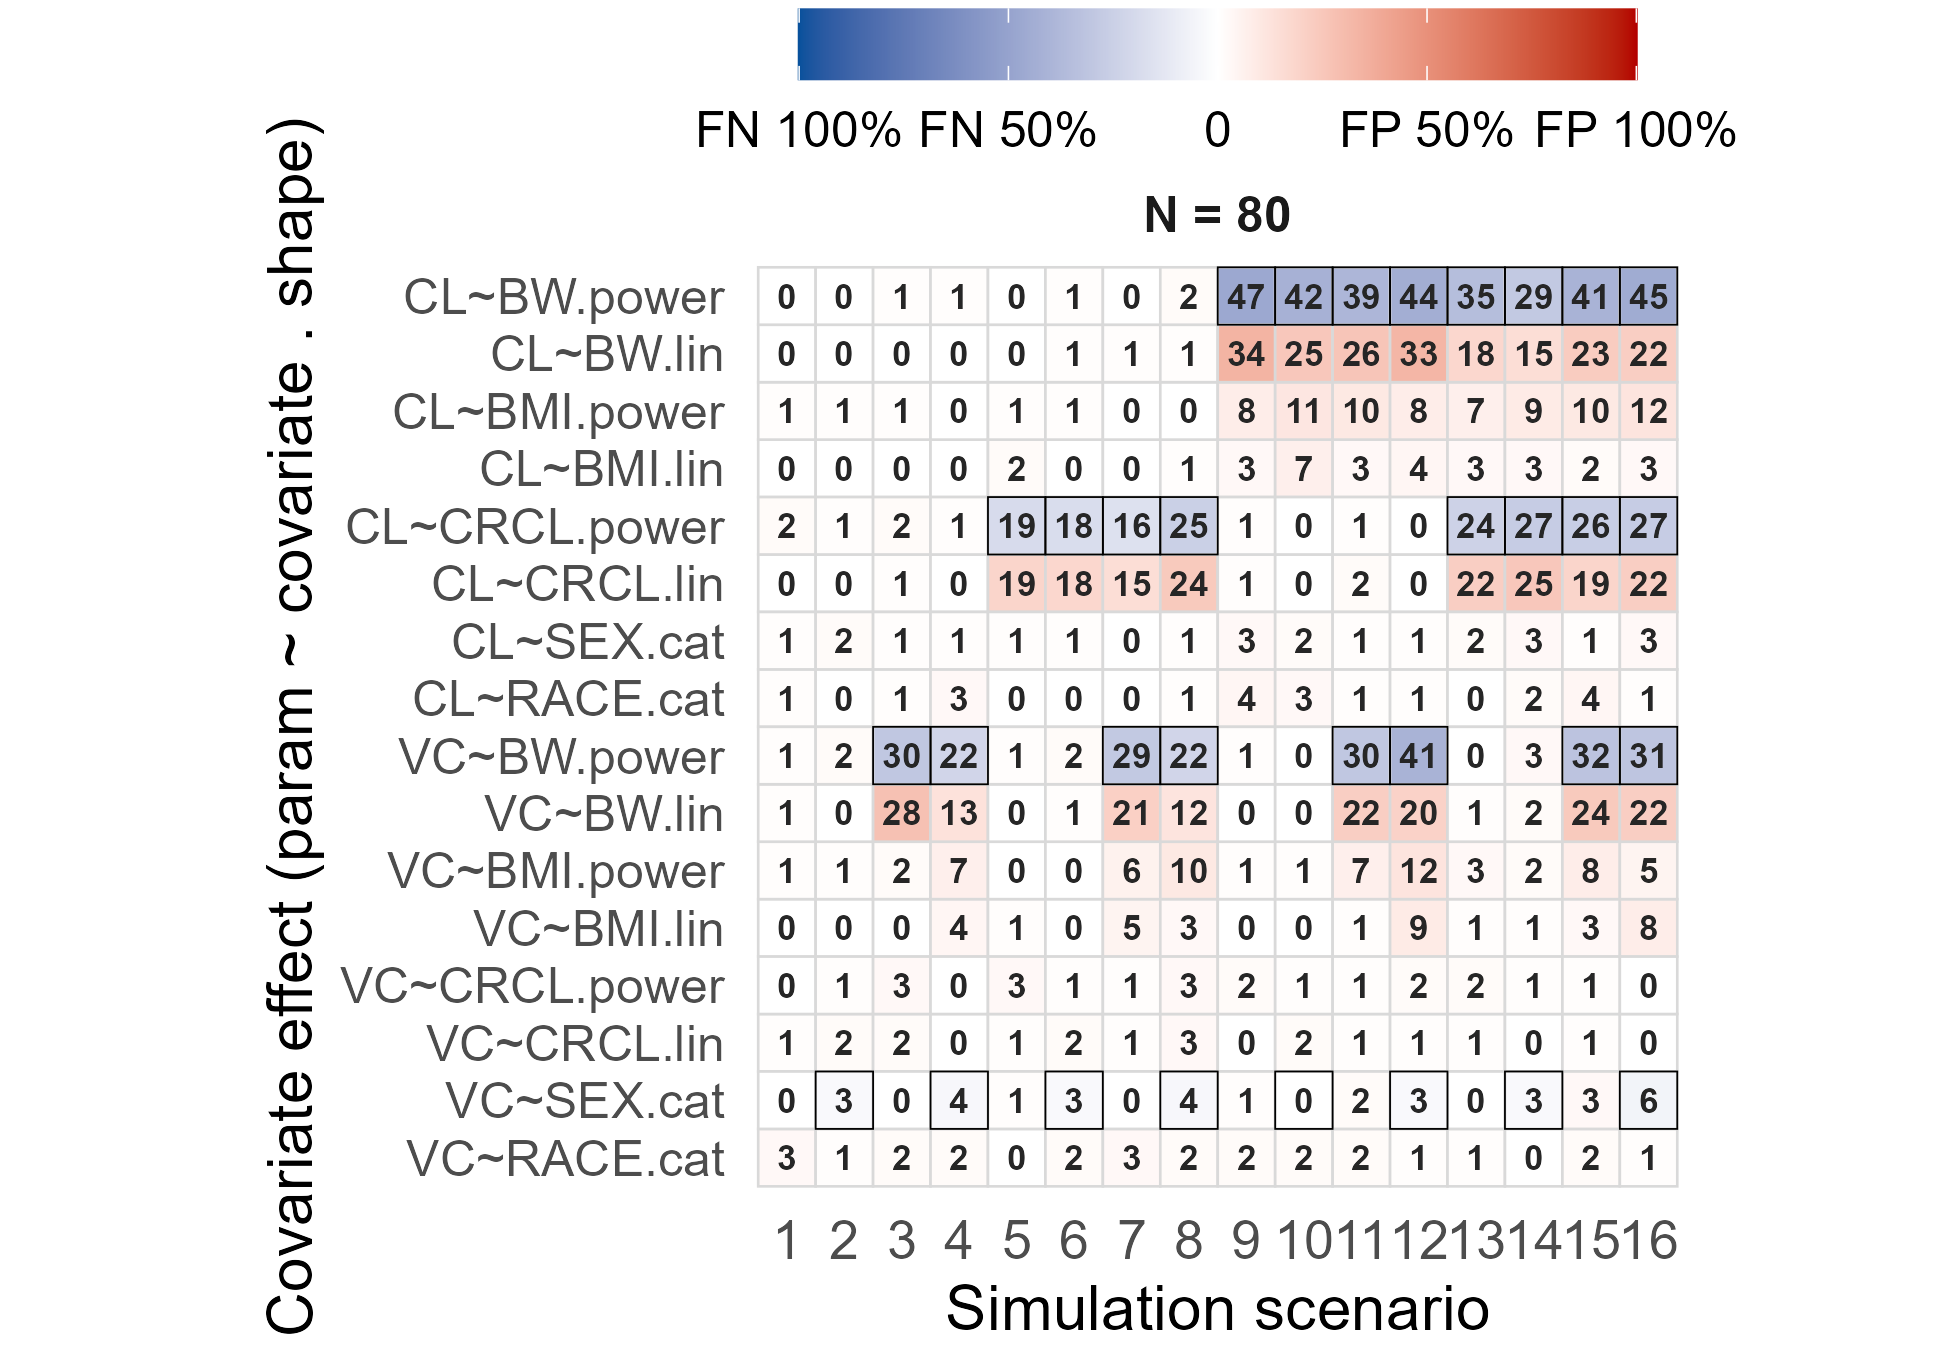 FN 100% FN 50% 0 FP 50% FP 100%
N = 80
Covariate effect (param ~ covariate . shape)
CL~BW.power 0 0 1 1 0 1 0 2 47 42 39 44 35 29 41 45
CL~BW.lin 0 0 0 0 0 1 1 1 34 25 26 33 18 15 23 22
CL~BMI.power 1 1 1 0 1 1 0 0 8 11 10 8 7 9 10 12
CL~BMI.lin 0 0 0 0 2 0 0 1 3 7 3 4 3 3 2 3
CL~CRCL.power 2 1 2 1 19 18 16 25 1 0 1 0 24 27 26 27
CL~CRCL.lin 0 0 1 0 19 18 15 24 1 0 2 0 22 25 19 22
CL~SEX.cat 1 2 1 1 1 1 0 1 3 2 1 1 2 3 1 3
CL~RACE.cat 1 0 1 3 0 0 0 1 4 3 1 1 0 2 4 1
VC~BW.power 1 2 30 22 1 2 29 22 1 0 30 41 0 3 32 31
VC~BW.lin 1 0 28 13 0 1 21 12 0 0 22 20 1 2 24 22
VC~BMI.power 1 1 2 7 0 0 6 10 1 1 7 12 3 2 8 5
VC~BMI.lin 0 0 0 4 1 0 5 3 0 0 1 9 1 1 3 8
VC~CRCL.power 0 1 3 0 3 1 1 3 2 1 1 2 2 1 1 0
VC~CRCL.lin 1 2 2 0 1 2 1 3 0 2 1 1 1 0 1 0
VC~SEX.cat 0 3 0 4 1 3 0 4 1 0 2 3 0 3 3 6
VC~RACE.cat 3 1 2 2 0 2 3 2 2 2 2 1 1 0 2 1
1 2 3 4 5 6 7 8 9 10 11 12 13 14 15 16
Simulation scenario